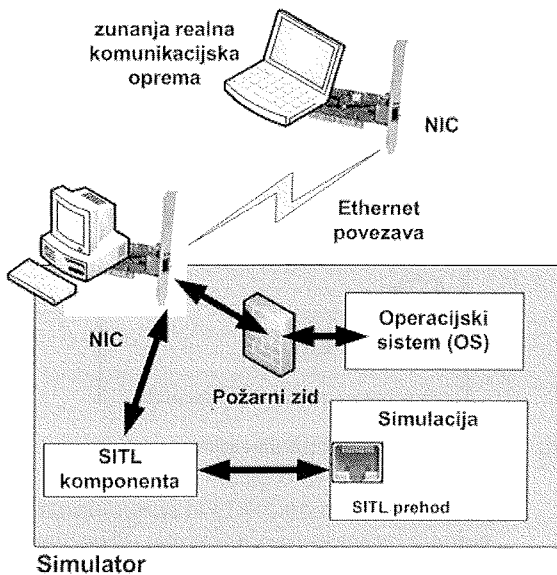 zunanja realna
komunikacijska
oprema
NIC
Ethernet
povezava
NIC
Operacijski
sistem (OS)
Požarni zid
Simulacija
SITL
komponenta
SITL prehod
Simulator